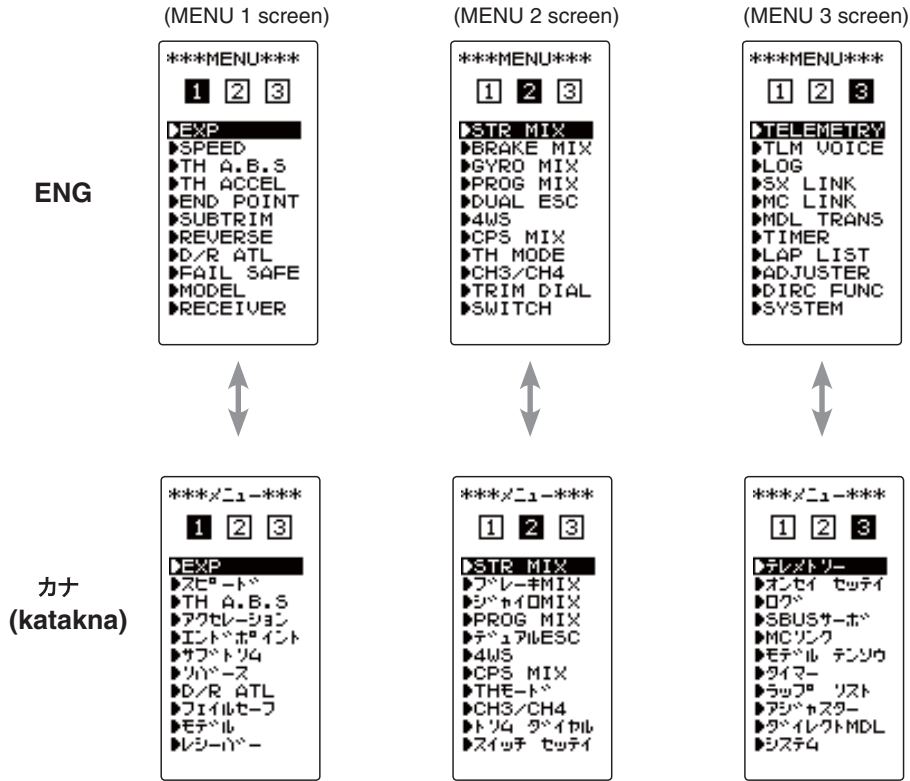 (MENU 1 screen)
(MENU 2 screen)
(MENU 3 screen)
ENG
***MENU***
1 2 3
EXP
SPEED
TH A.B.S
TH ACCEL
END POINT
SUBTRIM
REVERSE
D/R ATL
FAIL SAFE
MODEL
RECEIVER
***MENU***
1 2 3
STR MIX
BRAKE MIX
GYRO MIX
PROG MIX
DUAL ESC
4WS
CPS MIX
TH MODE
CH3/CH4
TRIM DIAL
SWITCH
***MENU***
1 2 3
TELEMETRY
TLM VOICE
LOG
SX LINK
MC LINK
MDL TRANS
TIMER
LAP LIST
ADJUSTER
DIRC FUNC
SYSTEM
カナ
(katakna)
***メニュー***
1 2 3
EXP
スピード
TH A.B.S
アクセレーション
エンドポイント
サブトリム
リバース
D/R ATL
フェイルセーフ
モデル
レシーバー
***メニュー***
1 2 3
STR MIX
ブレーキMIX
ジャイロMIX
PROG MIX
デュアルESC
4WS
CPS MIX
THモード
CH3/CH4
トリム ダイヤル
スイッチ セッテイ
***メニュー***
1 2 3
テレメトリー
オンセイ セッテイ
ログ
SBUSサーボ
MCリンク
モデル テンソウ
タイマー
ラップ リスト
アジャスター
ダイレクトMDL
システム